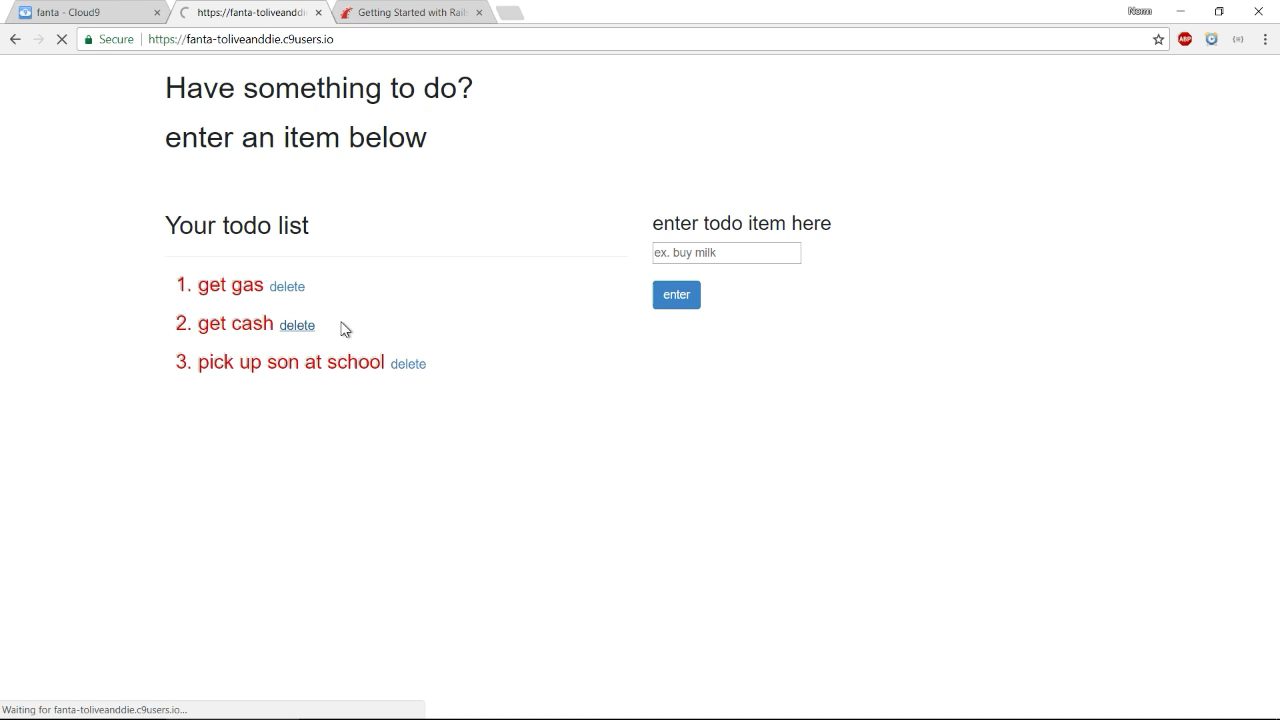 fanta - Cloud9
https://fanta-toliveanddi
Getting Started with Rail
Norm
Secure
https://fanta-toliveanddie.c9users.io
ABP
Have something to do?
enter an item below
Your todo list
enter todo item here
ex. buy milk
enter
1. get gas delete
2. get cash delete
3. pick up son at school delete
Waiting for fanta-toliveanddie.c9users.io...